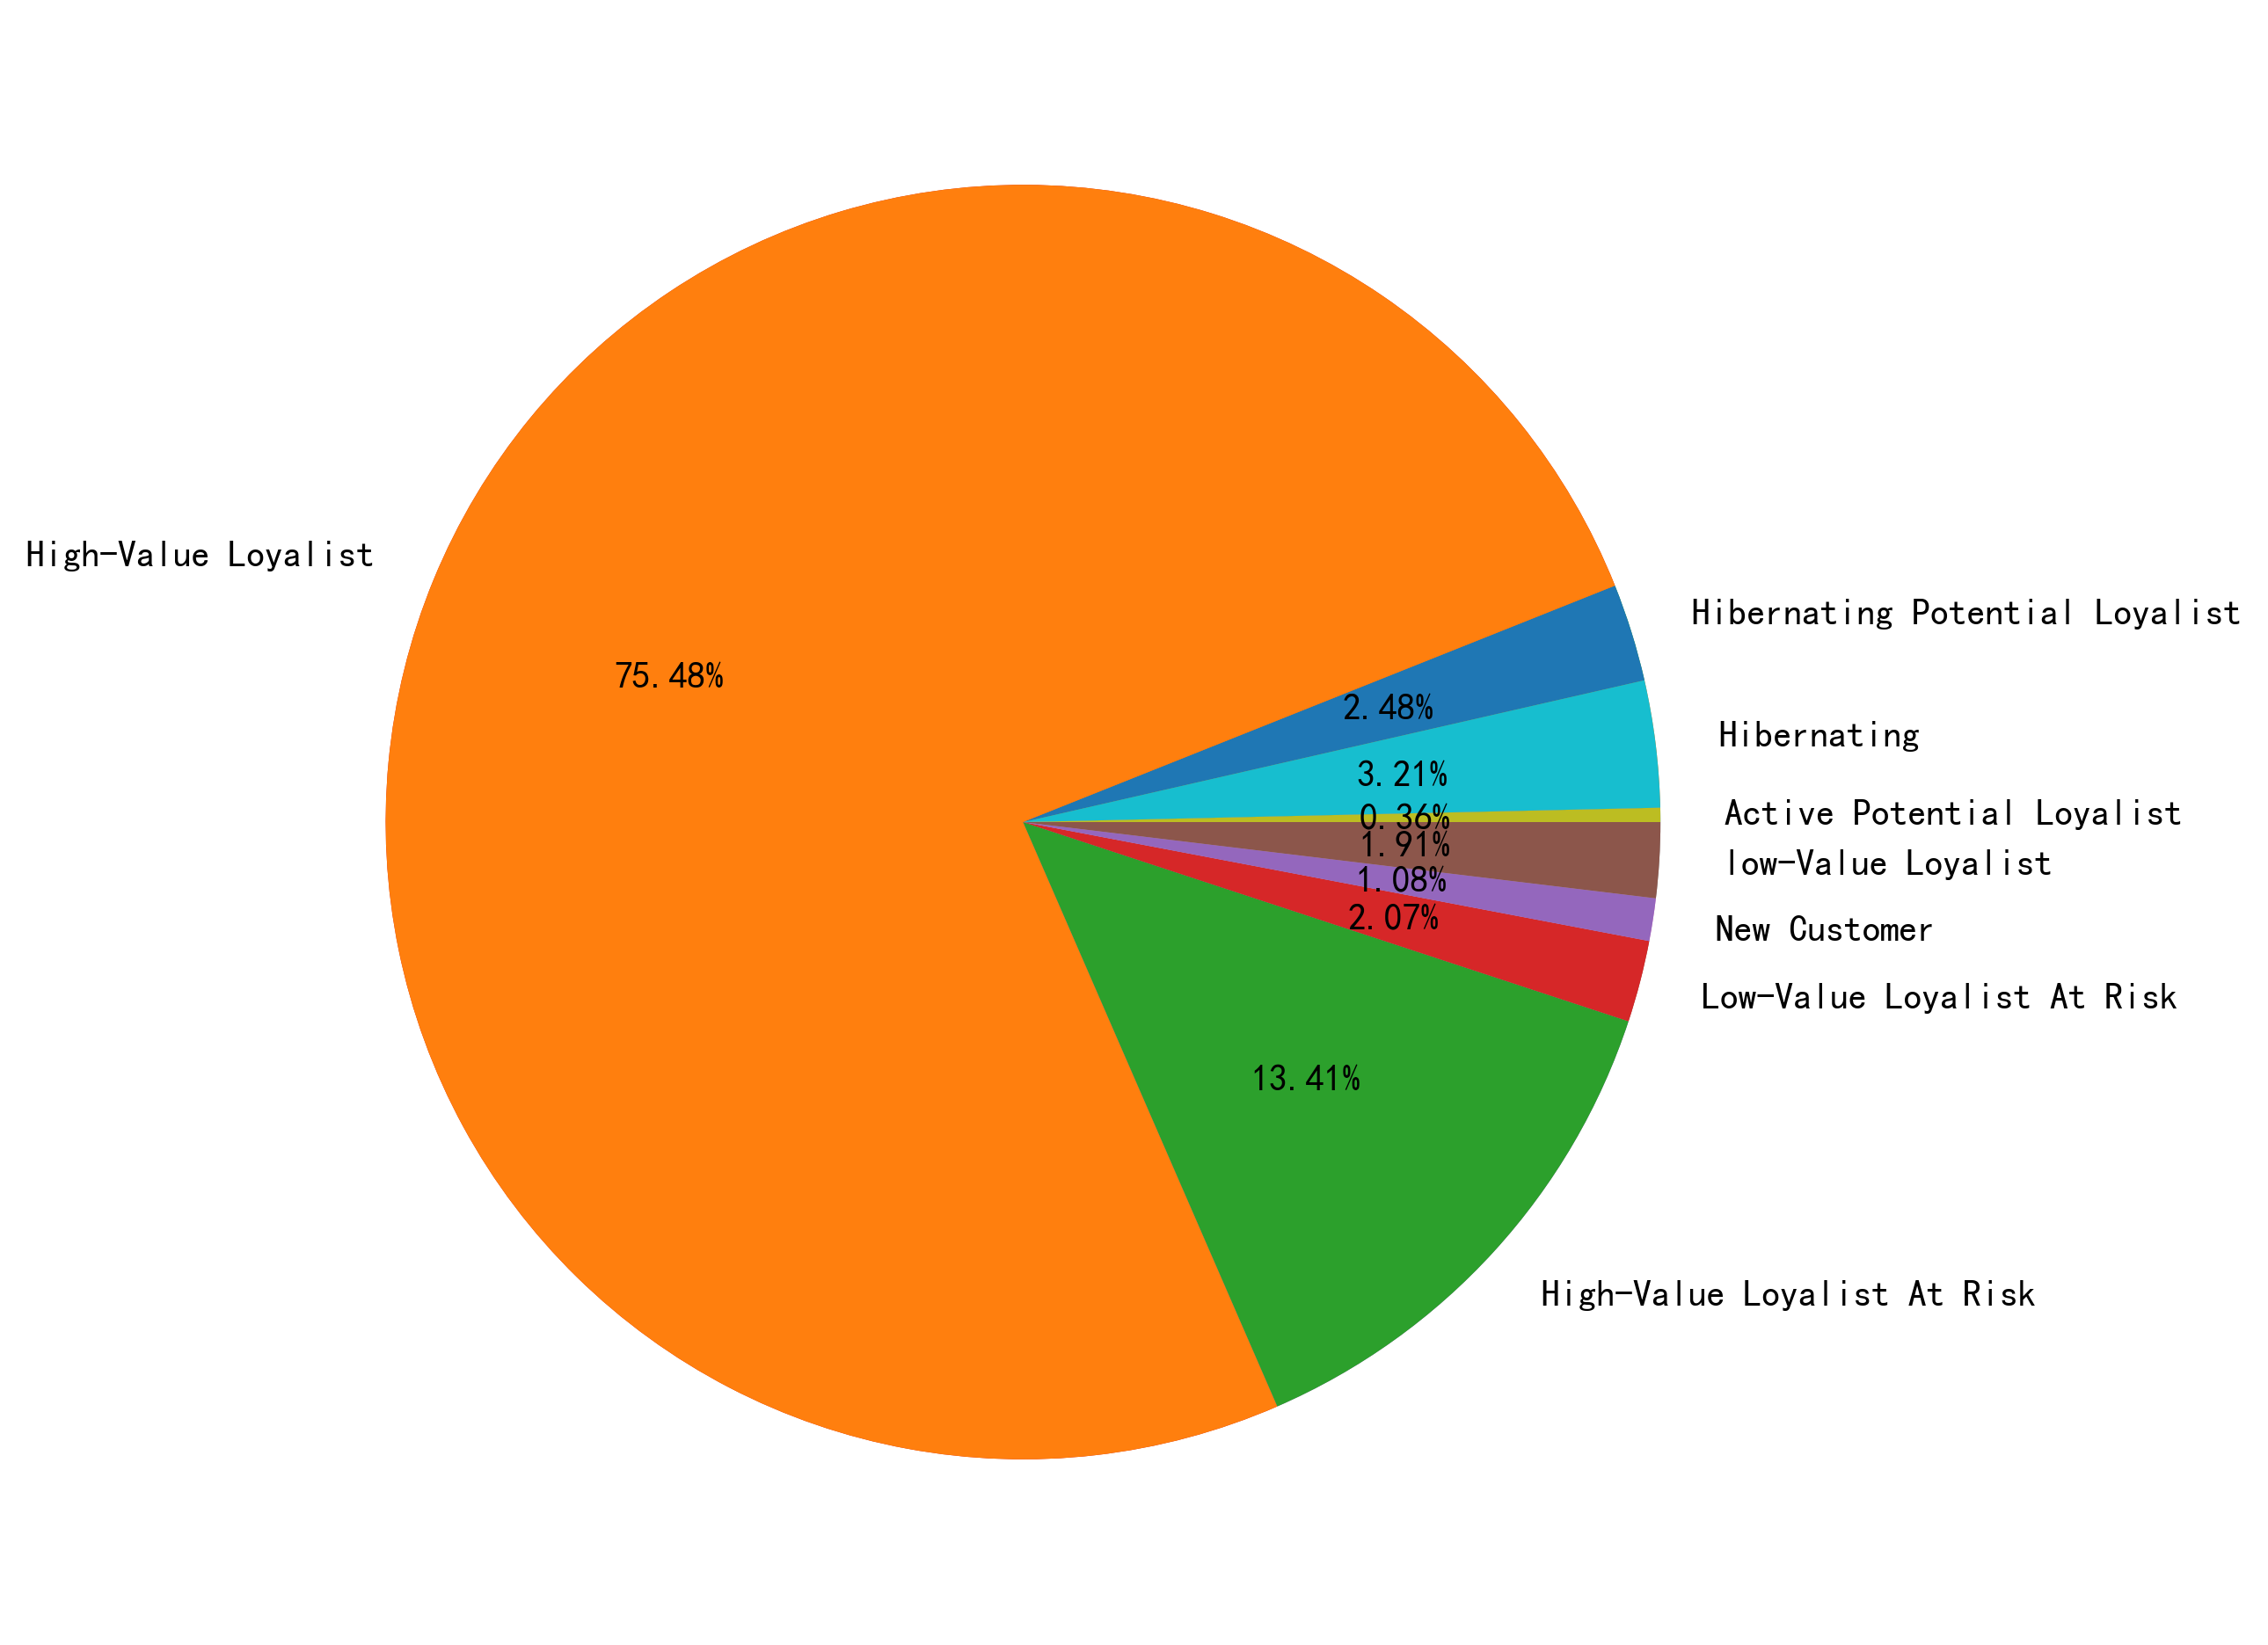 High-Value Loyalist
Hibernating Potential Loyalist
75.48%
2.48%
Hibernating
3.21%
Active Potential Loyalist
0.36%
1.91%
low-Value Loyalist
1.08%
New Customer
2.07%
Low-Value Loyalist At Risk
13.41%
High-Value Loyalist At Risk